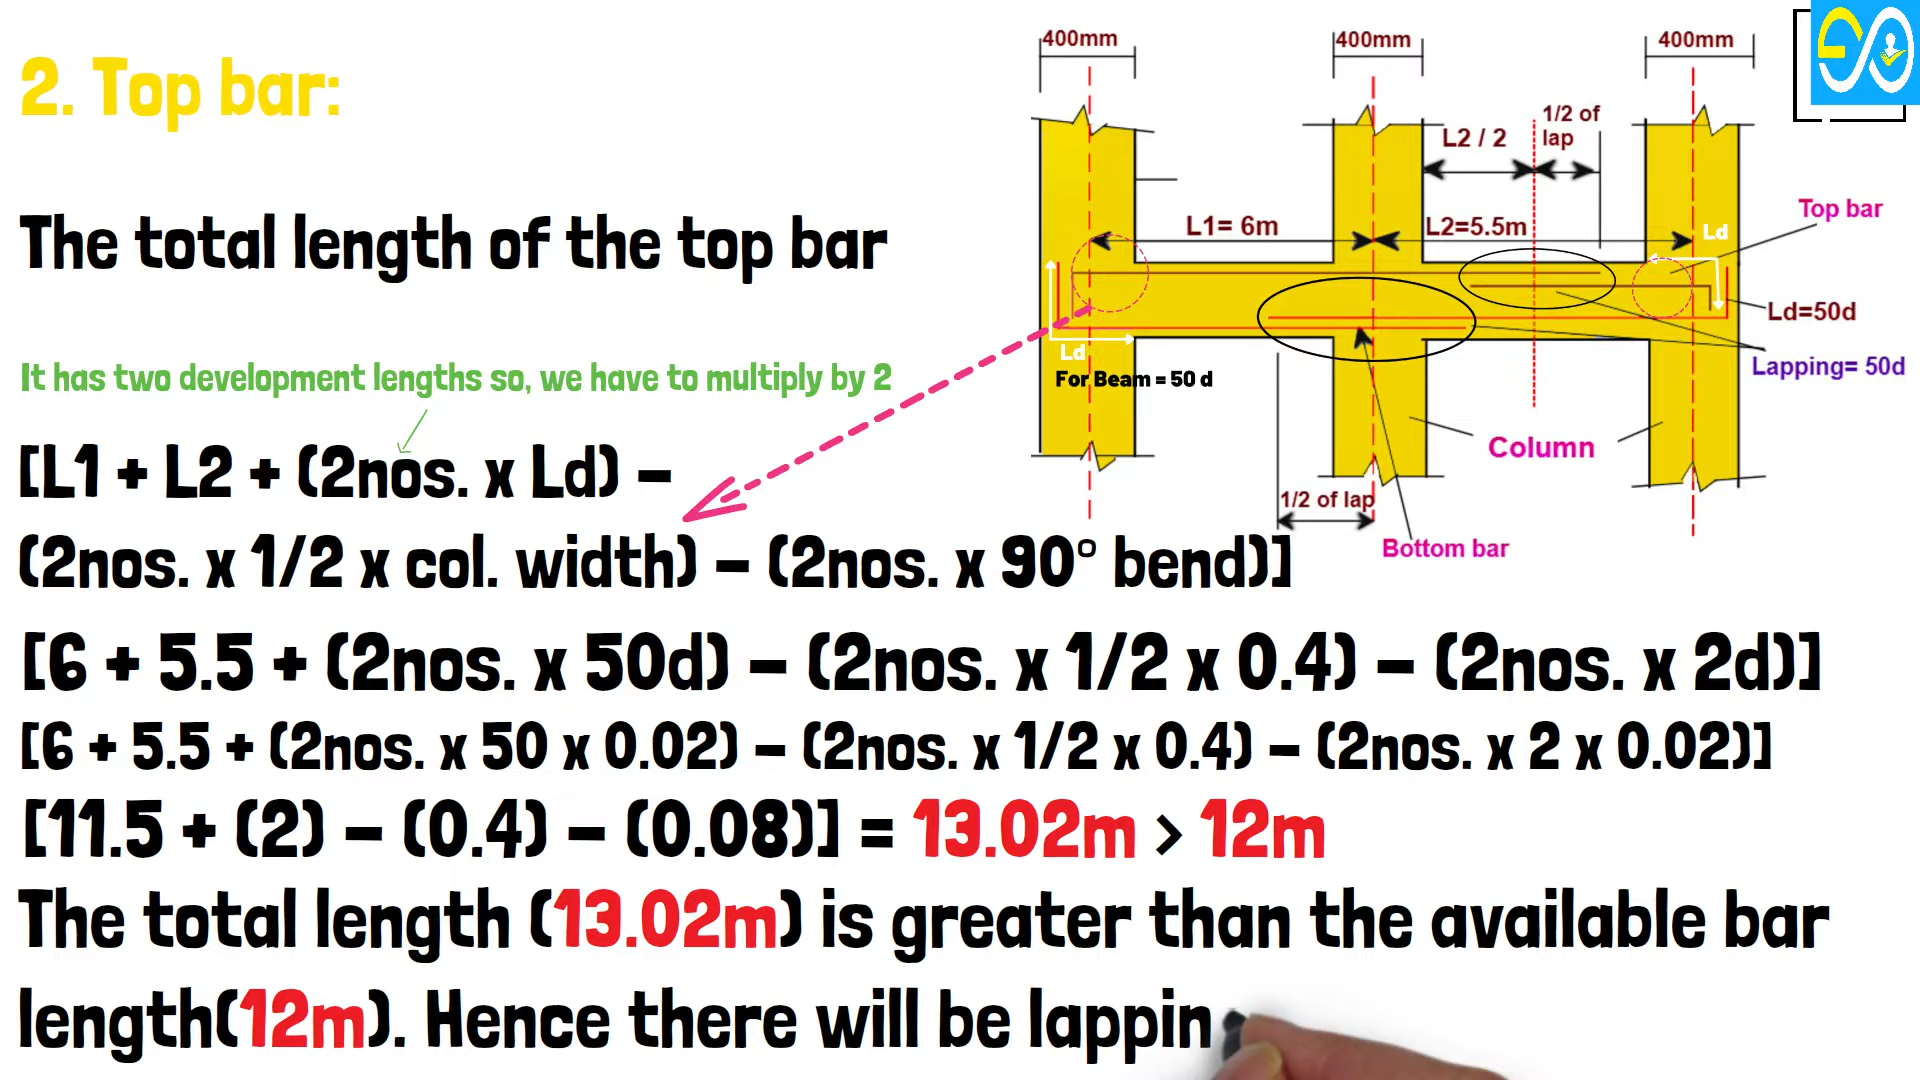 2. Top bar:
The total length of the top bar
It has two development lengths so, we have to multiply by 2
[L1 + L2 + (2nos. x Ld) -
(2nos. x 1/2 x col. width) - (2nos. x 90° bend)]
[6 + 5.5 + (2nos. x 50d) - (2nos. x 1/2 x 0.4) - (2nos. x 2d)]
[6 + 5.5 + (2nos. x 50 x 0.02) - (2nos. x 1/2 x 0.4) - (2nos. x 2 x 0.02)]
[11.5 + (2) - (0.4) - (0.08)] = 13.02m > 12m
The total length (13.02m) is greater than the available bar
length(12m). Hence there will be lappin
400mm
400mm
400mm
L2 / 2
1/2 of
lap
L1= 6m
L2=5.5m
Top bar
Ld
Ld=50d
Ld
For Beam = 50 d
Lapping= 50d
Column
1/2 of lap
Bottom bar